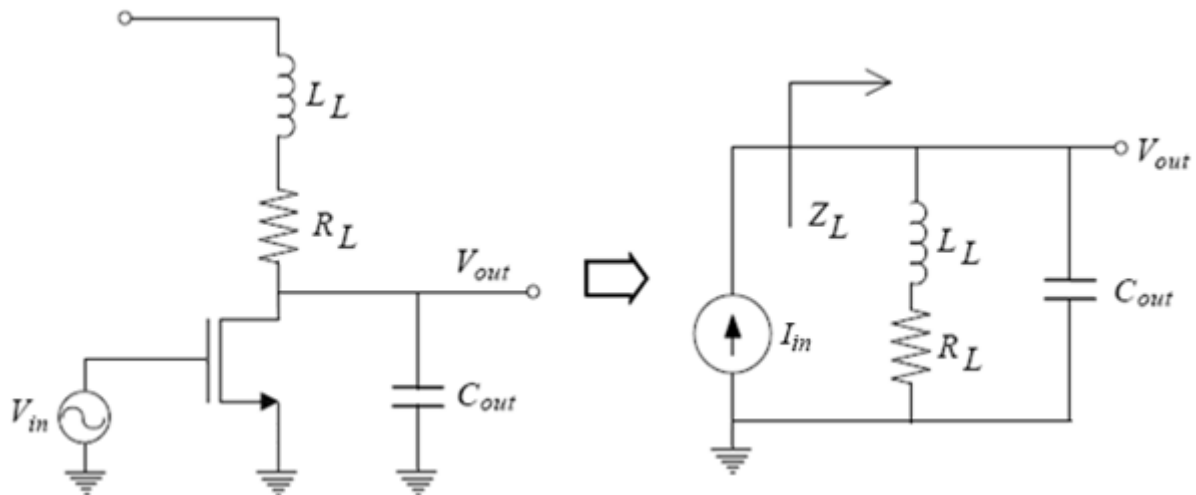 L_L
R_L
V_out
V_in
C_out
Z_L
V_out
L_L
C_out
I_in
R_L